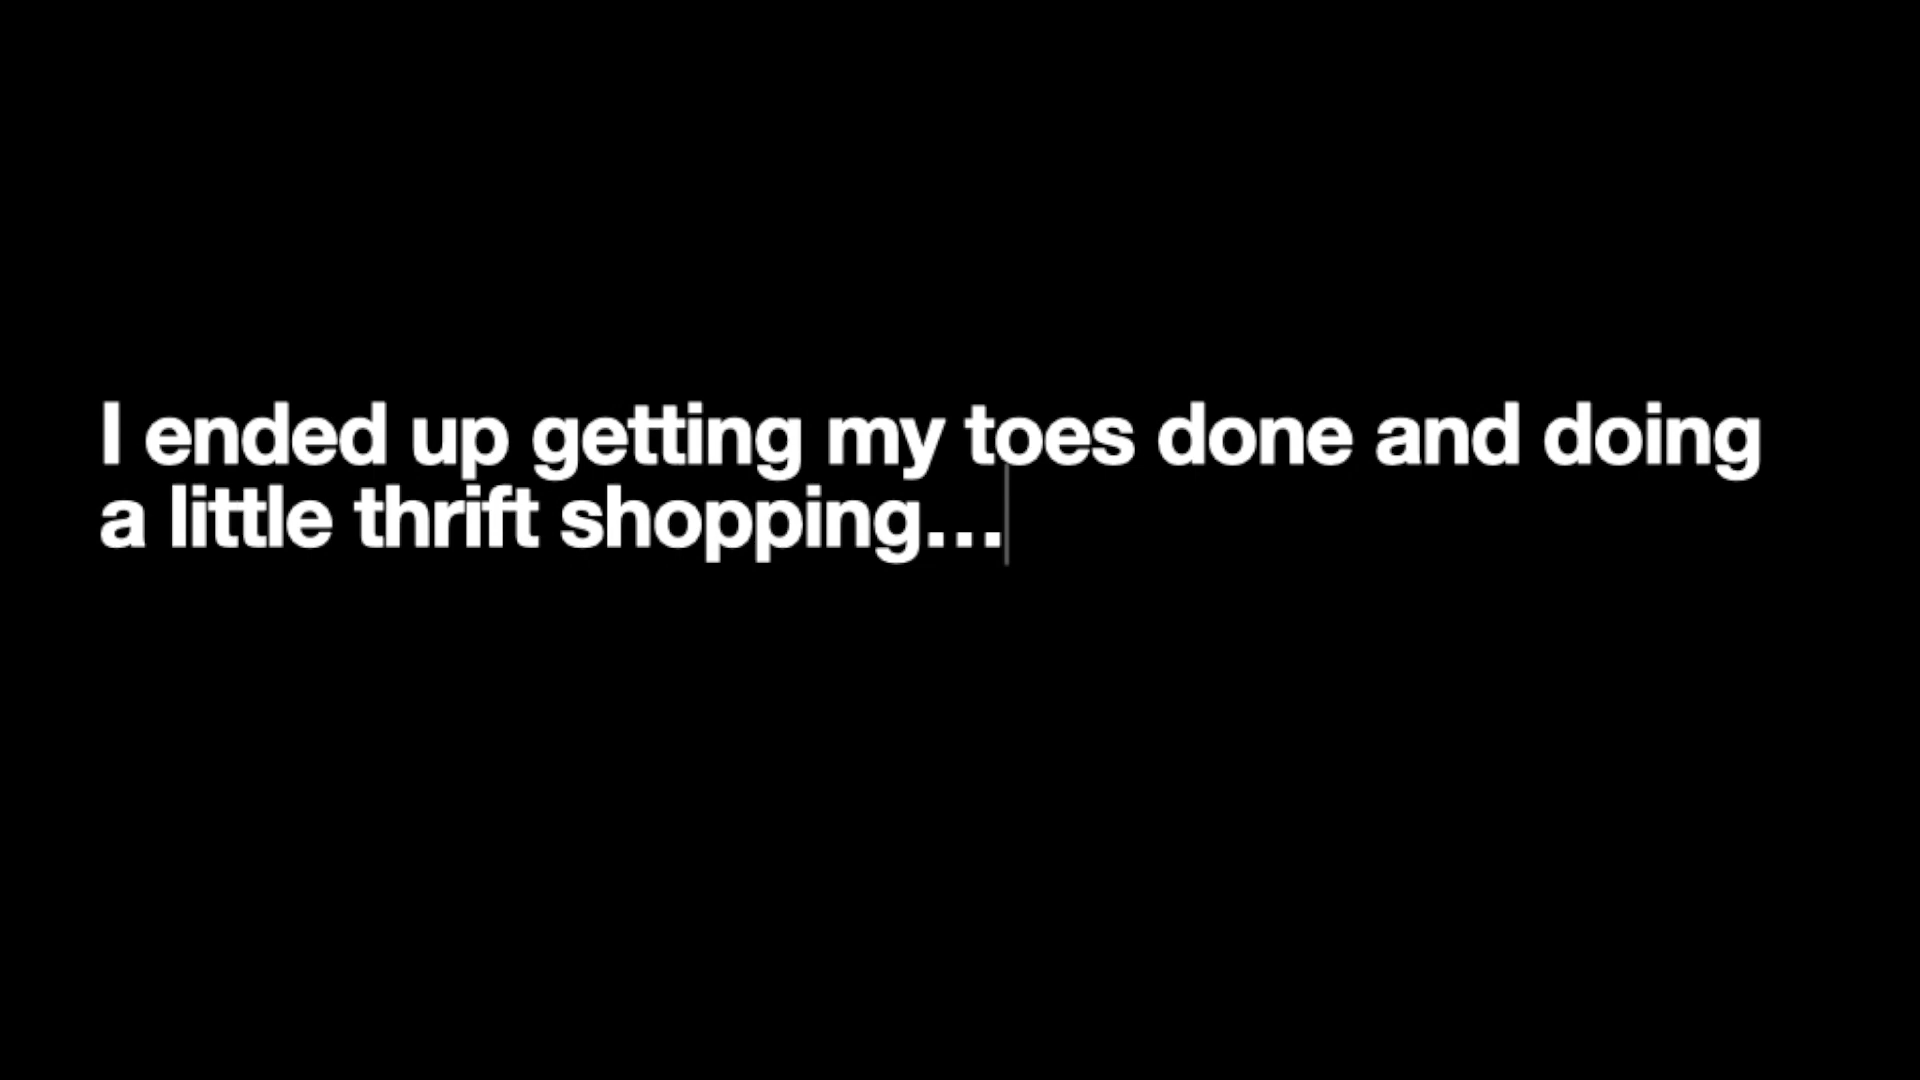 I ended up getting my toes done and doing
a little thrift shopping...